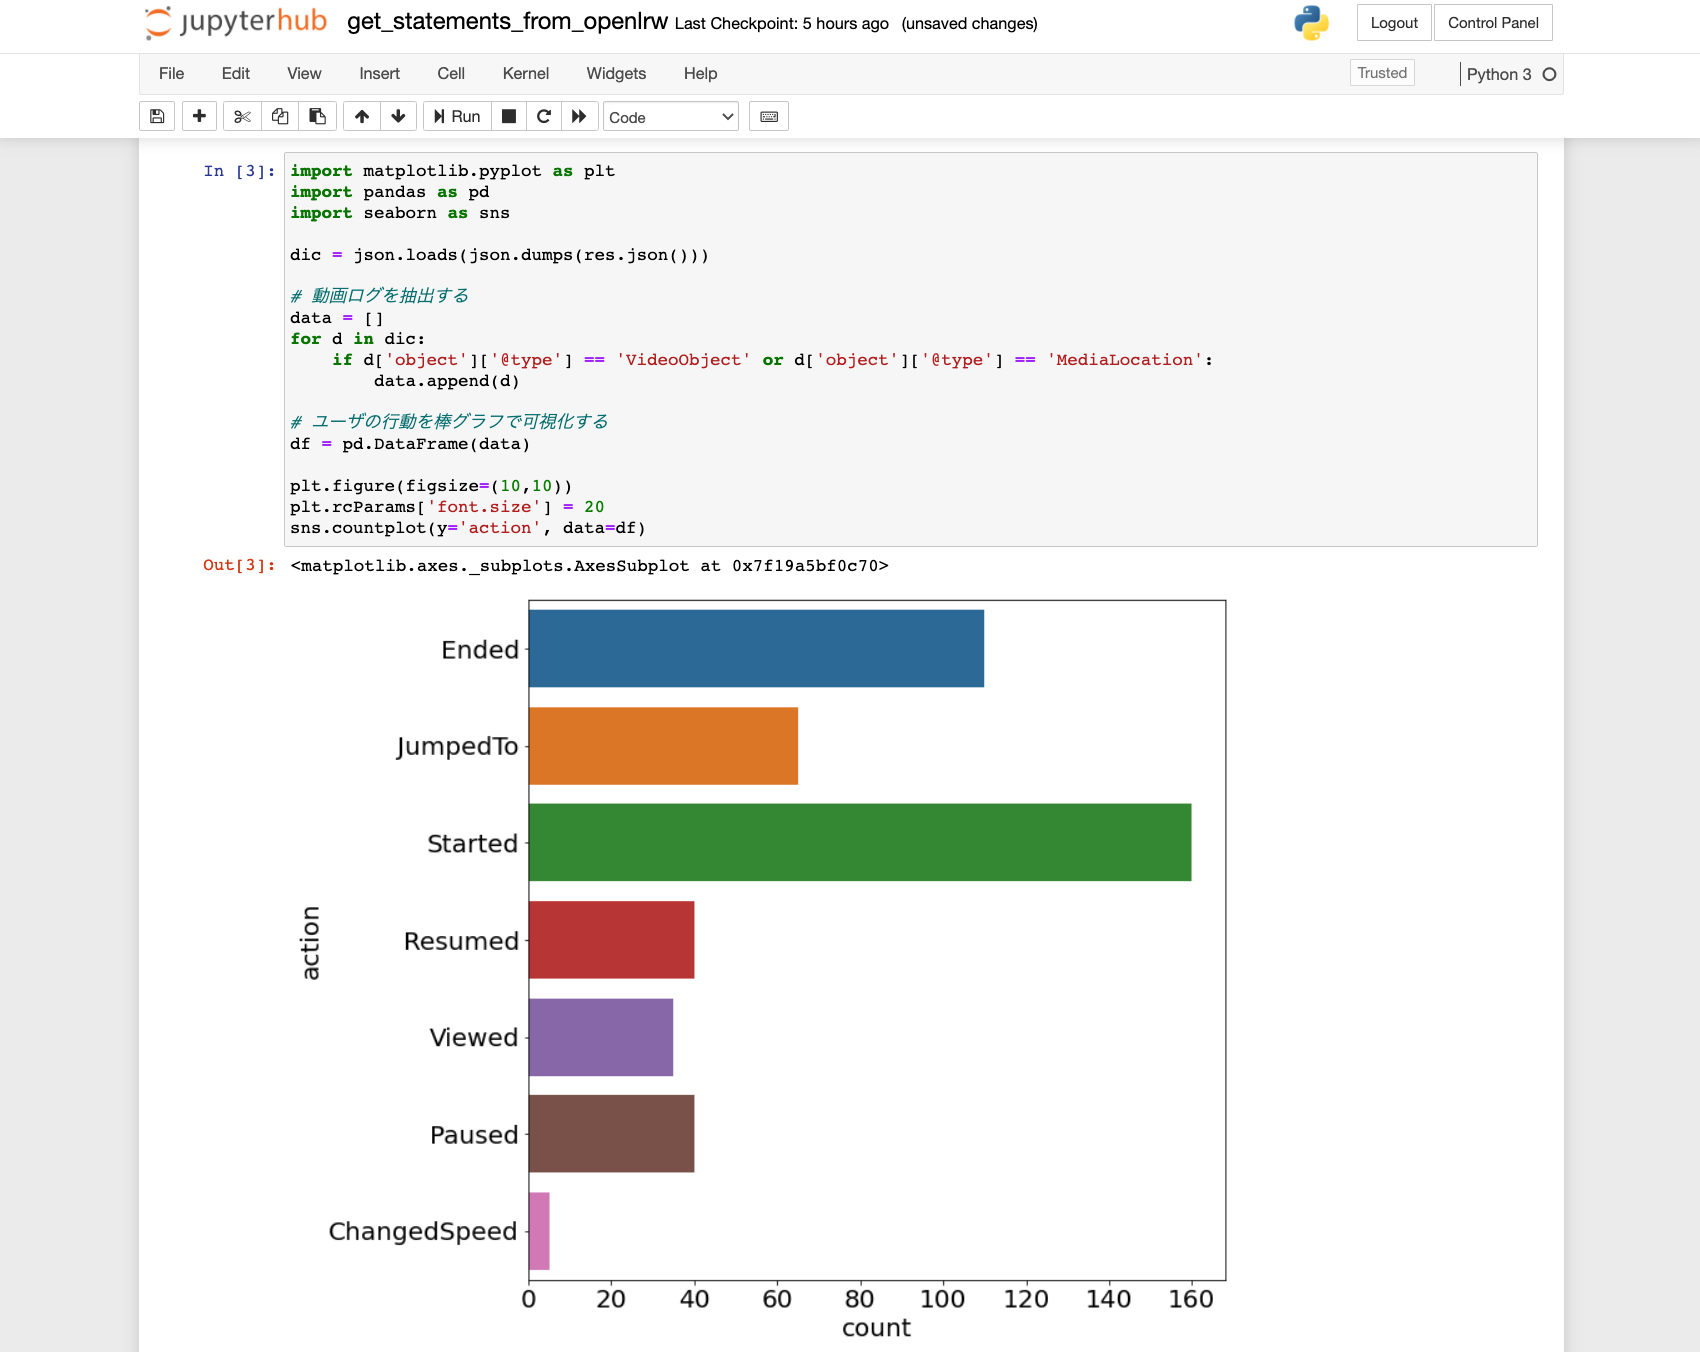 jupyterhub get_statements_from_openlrw Last Checkpoint: 5 hours ago (unsaved changes) Logout Control Panel
File Edit View Insert Cell Kernel Widgets Help Trusted Python 3
Run Code
In [3]: import matplotlib.pyplot as plt
import pandas as pd
import seaborn as sns
dic = json.loads(json.dumps(res.json()))
# 動画ログを抽出する
data = []
for d in dic:
    if d['object']['@type'] == 'VideoObject' or d['object']['@type'] == 'MediaLocation':
        data.append(d)
# ユーザの行動を棒グラフで可視化する
df = pd.DataFrame(data)
plt.figure(figsize=(10,10))
plt.rcParams['font.size'] = 20
sns.countplot(y='action', data=df)
Out[3]: <matplotlib.axes._subplots.AxesSubplot at 0x7f19a5bf0c70>
Ended
JumpedTo
Started
Resumed
action
Viewed
Paused
ChangedSpeed
0 20 40 60 80 100 120 140 160
count